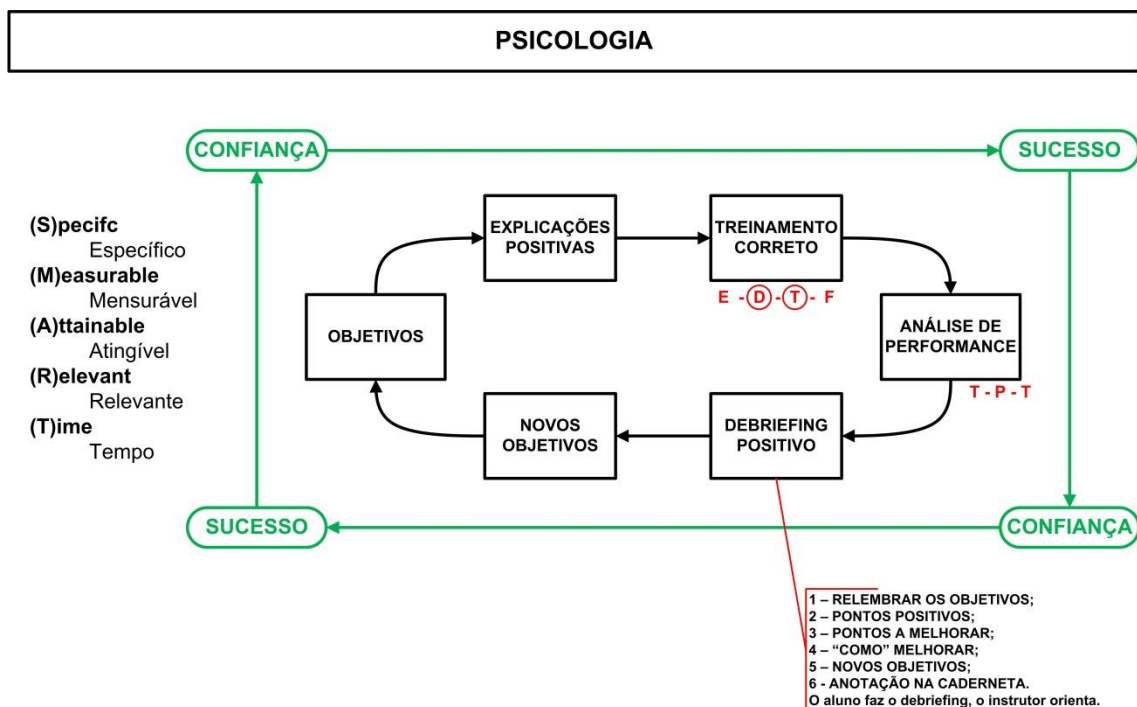 PSICOLOGIA
CONFIANÇA
SUCESSO
(S)pecifc
Específico
(M)easurable
Mensurável
(A)ttainable
Atingível
(R)elevant
Relevante
(T)ime
Tempo
EXPLICAÇÕES
POSITIVAS
TREINAMENTO
CORRETO
E - D - T - F
OBJETIVOS
ANÁLISE DE
PERFORMANCE
T - P - T
NOVOS
OBJETIVOS
DEBRIEFING
POSITIVO
SUCESSO
CONFIANÇA
1 – RELEMBRAR OS OBJETIVOS;
2 – PONTOS POSITIVOS;
3 – PONTOS A MELHORAR;
4 – “COMO” MELHORAR;
5 – NOVOS OBJETIVOS;
6 - ANOTAÇÃO NA CADERNETA.
O aluno faz o debriefing, o instrutor orienta.